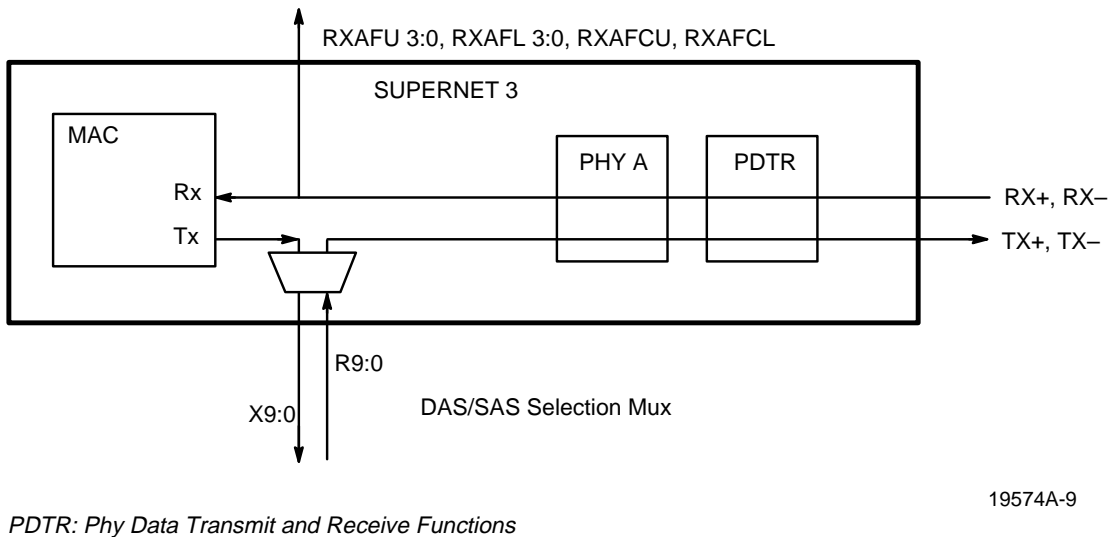 RXAFU 3:0, RXAFL 3:0, RXAFCU, RXAFCL
SUPERNET 3
MAC
PHY A
PDTR
Rx
RX+, RX–
Tx
TX+, TX–
R9:0
X9:0
DAS/SAS Selection Mux
19574A-9
PDTR: Phy Data Transmit and Receive Functions